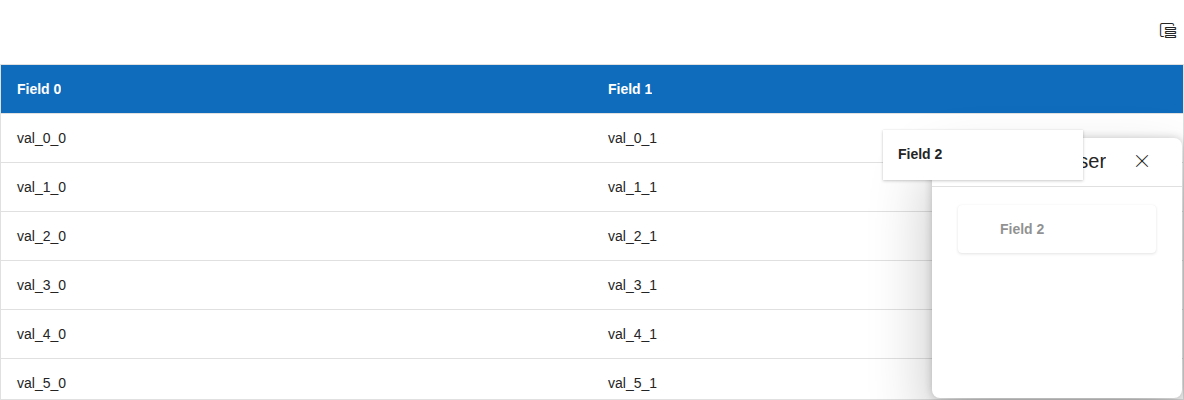 Field 0 Field 1
val_0_0 val_0_1
Field 2
val_1_0 val_1_1
val_2_0 val_2_1
Field 2
val_3_0 val_3_1
val_4_0 val_4_1
val_5_0 val_5_1